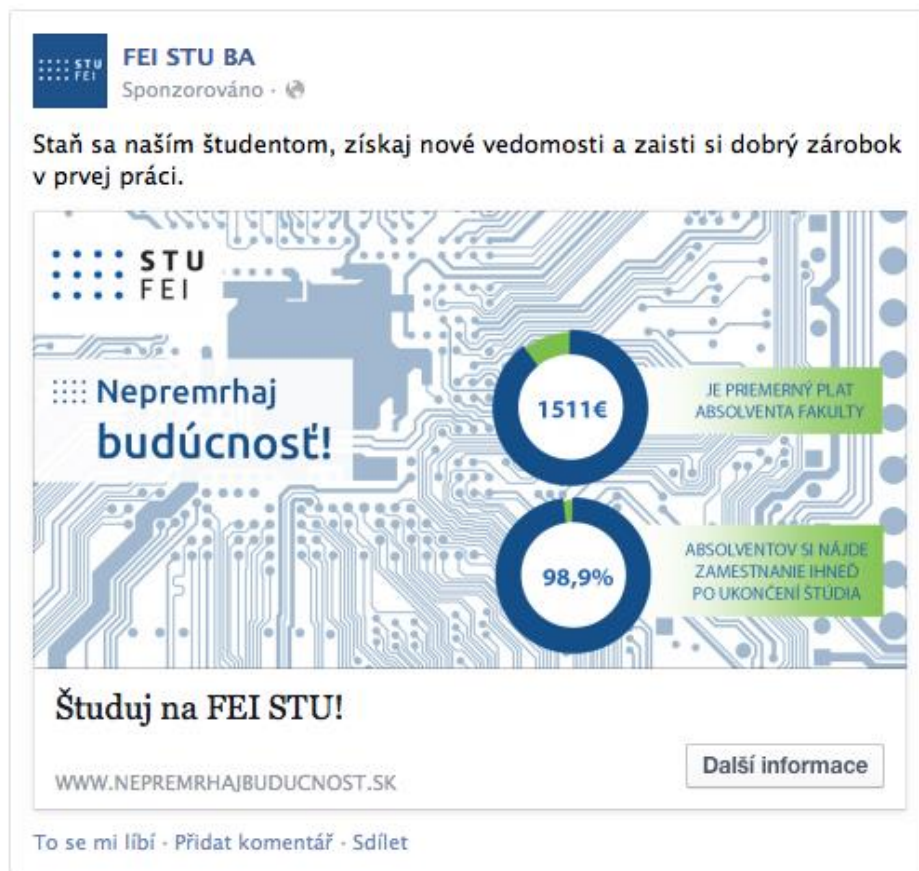 STU
FEI
FEI STU BA
Sponzorováno ·
Staň sa naším študentom, získaj nové vedomosti a zaisti si dobrý zárobok
v prvej práci.
STU
FEI
Nepremrhaj
budúcnosť!
1511€
JE PRIEMERNÝ PLAT
ABSOLVENTA FAKULTY
98,9%
ABSOLVENTOV SI NÁJDE
ZAMESTNANIE IHNEĎ
PO UKONČENÍ ŠTÚDIA
Študuj na FEI STU!
WWW.NEPREMRHAJBUDUCNOST.SK
Další informace
To se mi líbí · Přidat komentář · Sdílet